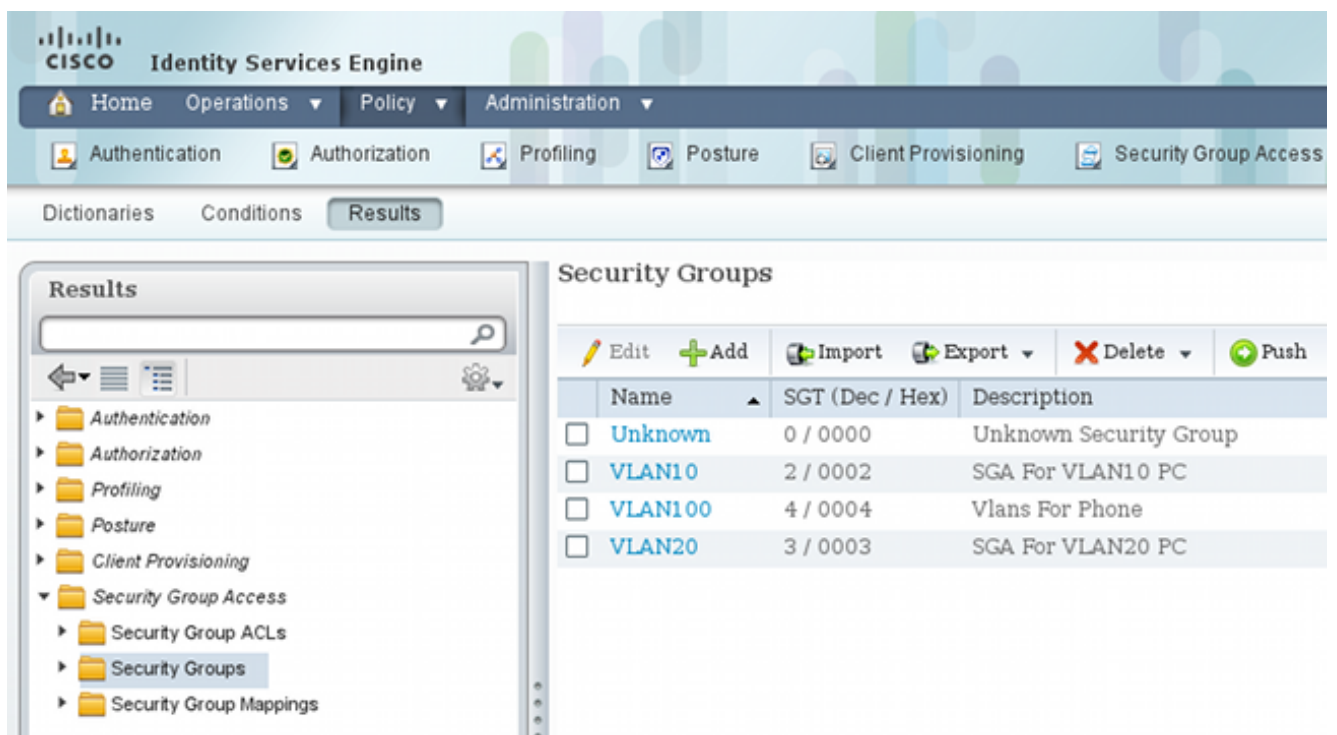 CISCO Identity Services Engine
Home Operations Policy Administration
Authentication Authorization Profiling Posture Client Provisioning Security Group Access
Dictionaries Conditions Results
Results
Authentication
Authorization
Profiling
Posture
Client Provisioning
Security Group Access
Security Group ACLs
Security Groups
Security Group Mappings
Security Groups
Edit Add Import Export Delete Push
Name SGT (Dec / Hex) Description
Unknown 0 / 0000 Unknown Security Group
VLAN10 2 / 0002 SGA For VLAN10 PC
VLAN100 4 / 0004 Vlans For Phone
VLAN20 3 / 0003 SGA For VLAN20 PC